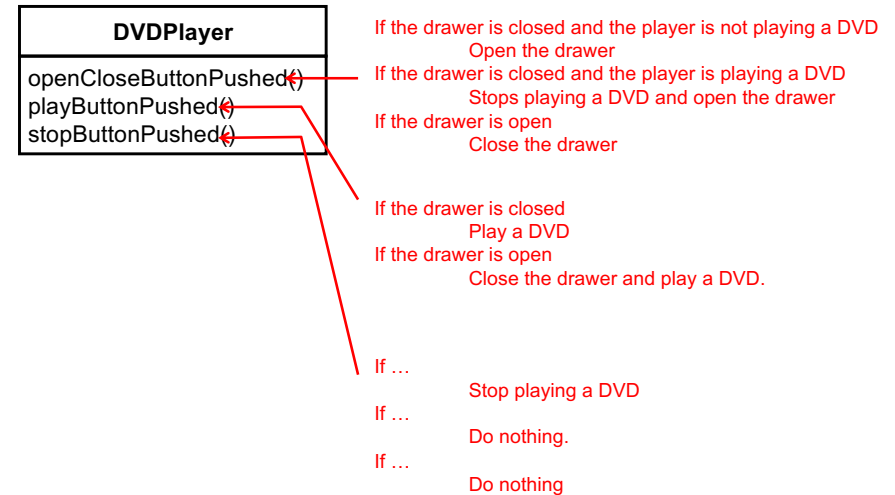 DVDPlayer
openCloseButtonPushed()
playButtonPushed()
stopButtonPushed()
If the drawer is closed and the player is not playing a DVD
Open the drawer
If the drawer is closed and the player is playing a DVD
Stops playing a DVD and open the drawer
If the drawer is open
Close the drawer
If the drawer is closed
Play a DVD
If the drawer is open
Close the drawer and play a DVD.
If …
Stop playing a DVD
If …
Do nothing.
If …
Do nothing